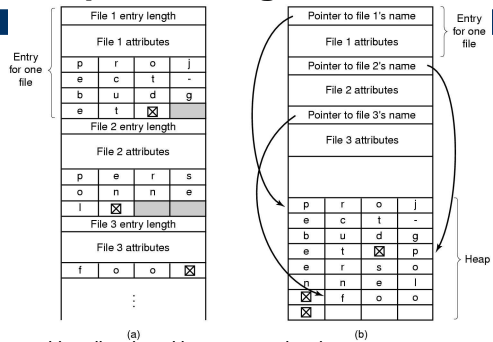 File 1 entry length
File 1 attributes
Entry for one file
p r o j
e c t -
b u d g
e t ☒
File 2 entry length
File 2 attributes
p e r s
o n n e
l ☒
File 3 entry length
File 3 attributes
f o o ☒
⋮
(a)
Pointer to file 1's name
File 1 attributes
Entry for one file
Pointer to file 2's name
File 2 attributes
Pointer to file 3's name
File 3 attributes
p r o j
e c t -
b u d g
e t ☒ p
e r s o
n n e l
☒ f o o
☒
Heap
(b)